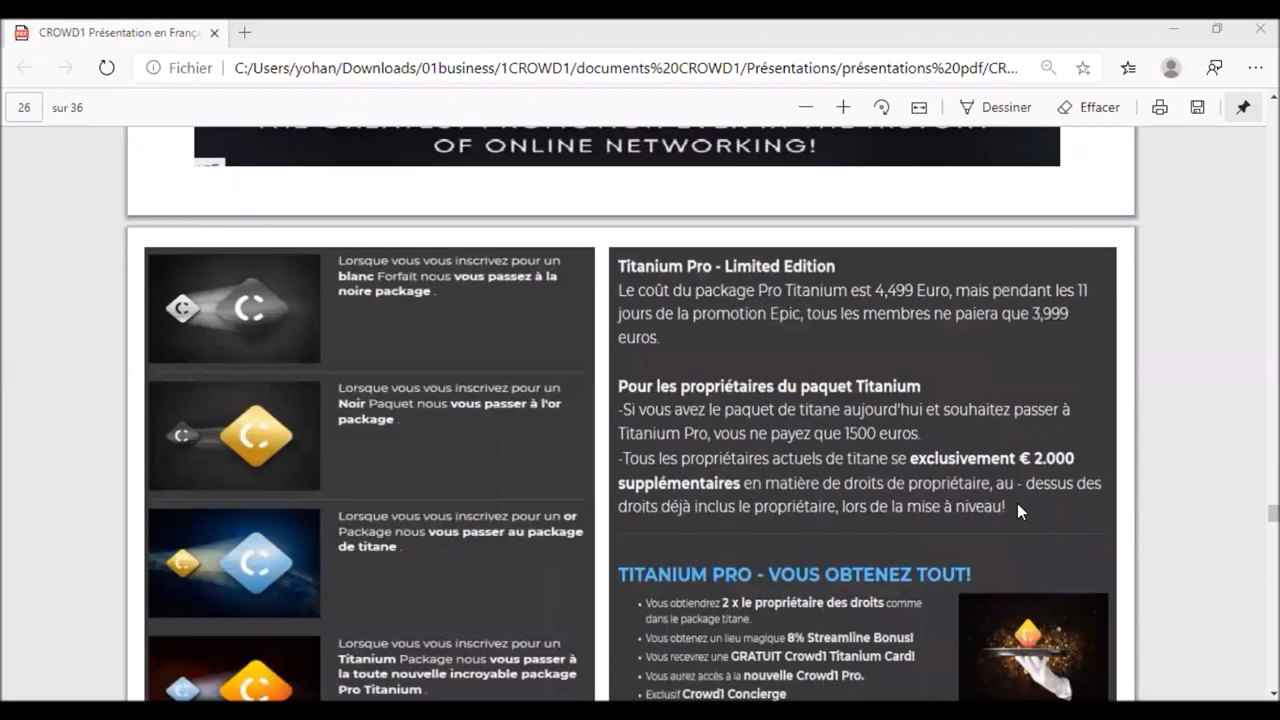 CROWD1 Présentation en França
Fichier
C:/Users/yohan/Downloads/01business/1CROWD1/documents%20CROWD1/Présentations/présentations%20pdf/CR...
26 sur 36
Dessiner
Effacer
OF ONLINE NETWORKING!
Lorsque vous vous inscrivez pour un
blanc Forfait nous vous passez à la
noire package .
Lorsque vous vous inscrivez pour un
Noir Paquet nous vous passer à l'or
package .
Lorsque vous vous inscrivez pour un or
Package nous vous passer au package
de titane .
Lorsque vous vous inscrivez pour un
Titanium Package nous vous passer à
la toute nouvelle incroyable package
Pro Titanium .
Titanium Pro - Limited Edition
Le coût du package Pro Titanium est 4,499 Euro, mais pendant les 11
jours de la promotion Epic, tous les membres ne paiera que 3,999
euros.
Pour les propriétaires du paquet Titanium
-Si vous avez le paquet de titane aujourd'hui et souhaitez passer à
Titanium Pro, vous ne payez que 1500 euros.
-Tous les propriétaires actuels de titane se exclusivement € 2.000
supplémentaires en matière de droits de propriétaire, au - dessus des
droits déjà inclus le propriétaire, lors de la mise à niveau!
TITANIUM PRO - VOUS OBTENEZ TOUT!
• Vous obtiendrez 2 x le propriétaire des droits comme
dans le package titane.
• Vous obtenez un lieu magique 8% Streamline Bonus!
• Vous recevrez une GRATUIT Crowd1 Titanium Card!
• Vous aurez accès à la nouvelle Crowd1 Pro.
• Exclusif Crowd1 Concierge